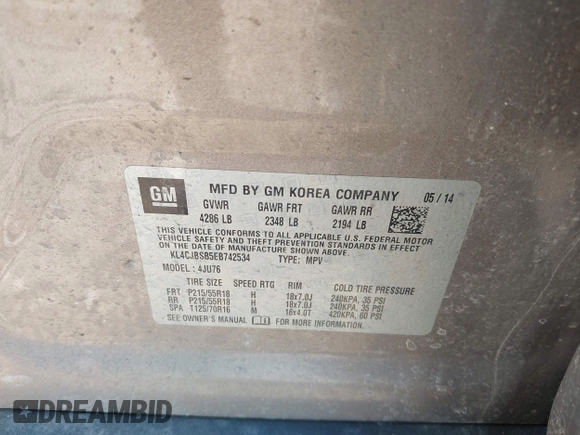 GM
MFD BY GM KOREA COMPANY 05 / 14
GVWR GAWR FRT GAWR RR
4286 LB 2348 LB 2194 LB
THIS VEHICLE CONFORMS TO ALL APPLICABLE U.S. FEDERAL MOTOR
VEHICLE SAFETY AND THEFT PREVENTION STANDARDS IN EFFECT
ON THE DATE OF MANUFACTURE SHOWN ABOVE.
KL4CJBSB5EB742534 TYPE: MPV
MODEL : 4JU76
TIRE SIZE SPEED RTG RIM COLD TIRE PRESSURE
FRT P215/55R18 H 18x7.0J 240KPA, 35 PSI
RR P215/55R18 H 18x7.0J 240KPA, 35 PSI
SPA T125/70R16 M 16x4.0T 420KPA, 60 PSI
SEE OWNER'S MANUAL FOR MORE INFORMATION.
DREAMBID